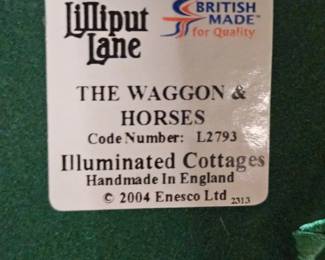 Lilliput
Lane
BRITISH
MADE™
for Quality
THE WAGGON &
HORSES
Code Number: L2793
Illuminated Cottages
Handmade In England
© 2004 Enesco Ltd 2313